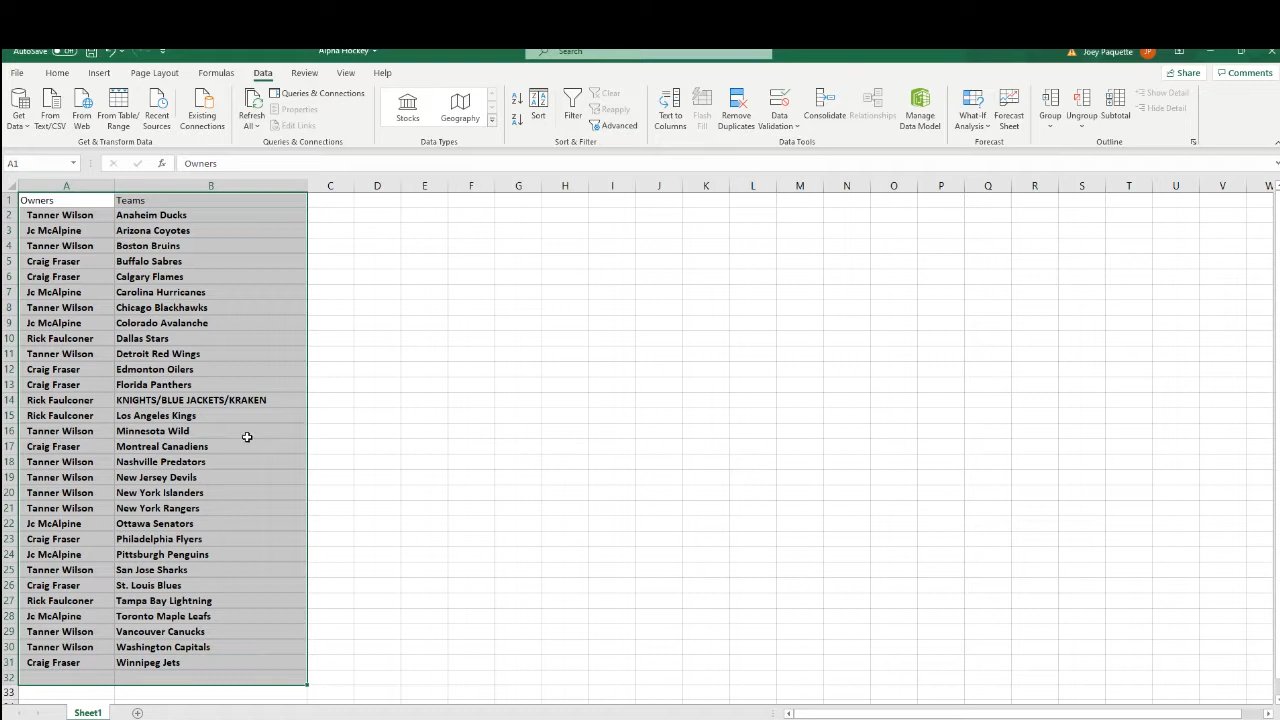 AutoSave Off Alpha Hockey Search Joey Paquette JP
File Home Insert Page Layout Formulas Data Review View Help Share Comments
Get Data From Text/CSV From Web From Table/Range Recent Sources Existing Connections
Get & Transform Data
Refresh All Queries & Connections Properties Edit Links
Queries & Connections
Stocks Geography
Data Types
Sort Filter Clear Reapply Advanced
Sort & Filter
Text to Columns Flash Fill Remove Duplicates Data Validation Consolidate Relationships Manage Data Model
Data Tools
What-If Analysis Forecast Sheet
Forecast
Group Ungroup Subtotal Show Detail Hide Detail
Outline
A1 fx Owners
A B C D E F G H I J K L M N O P Q R S T U V W
1 Owners Teams
2 Tanner Wilson Anaheim Ducks
3 Jc McAlpine Arizona Coyotes
4 Tanner Wilson Boston Bruins
5 Craig Fraser Buffalo Sabres
6 Craig Fraser Calgary Flames
7 Jc McAlpine Carolina Hurricanes
8 Tanner Wilson Chicago Blackhawks
9 Jc McAlpine Colorado Avalanche
10 Rick Faulconer Dallas Stars
11 Tanner Wilson Detroit Red Wings
12 Craig Fraser Edmonton Oilers
13 Craig Fraser Florida Panthers
14 Rick Faulconer KNIGHTS/BLUE JACKETS/KRAKEN
15 Rick Faulconer Los Angeles Kings
16 Tanner Wilson Minnesota Wild
17 Craig Fraser Montreal Canadiens
18 Tanner Wilson Nashville Predators
19 Tanner Wilson New Jersey Devils
20 Tanner Wilson New York Islanders
21 Tanner Wilson New York Rangers
22 Jc McAlpine Ottawa Senators
23 Craig Fraser Philadelphia Flyers
24 Jc McAlpine Pittsburgh Penguins
25 Tanner Wilson San Jose Sharks
26 Craig Fraser St. Louis Blues
27 Rick Faulconer Tampa Bay Lightning
28 Jc McAlpine Toronto Maple Leafs
29 Tanner Wilson Vancouver Canucks
30 Tanner Wilson Washington Capitals
31 Craig Fraser Winnipeg Jets
32
33
Sheet1